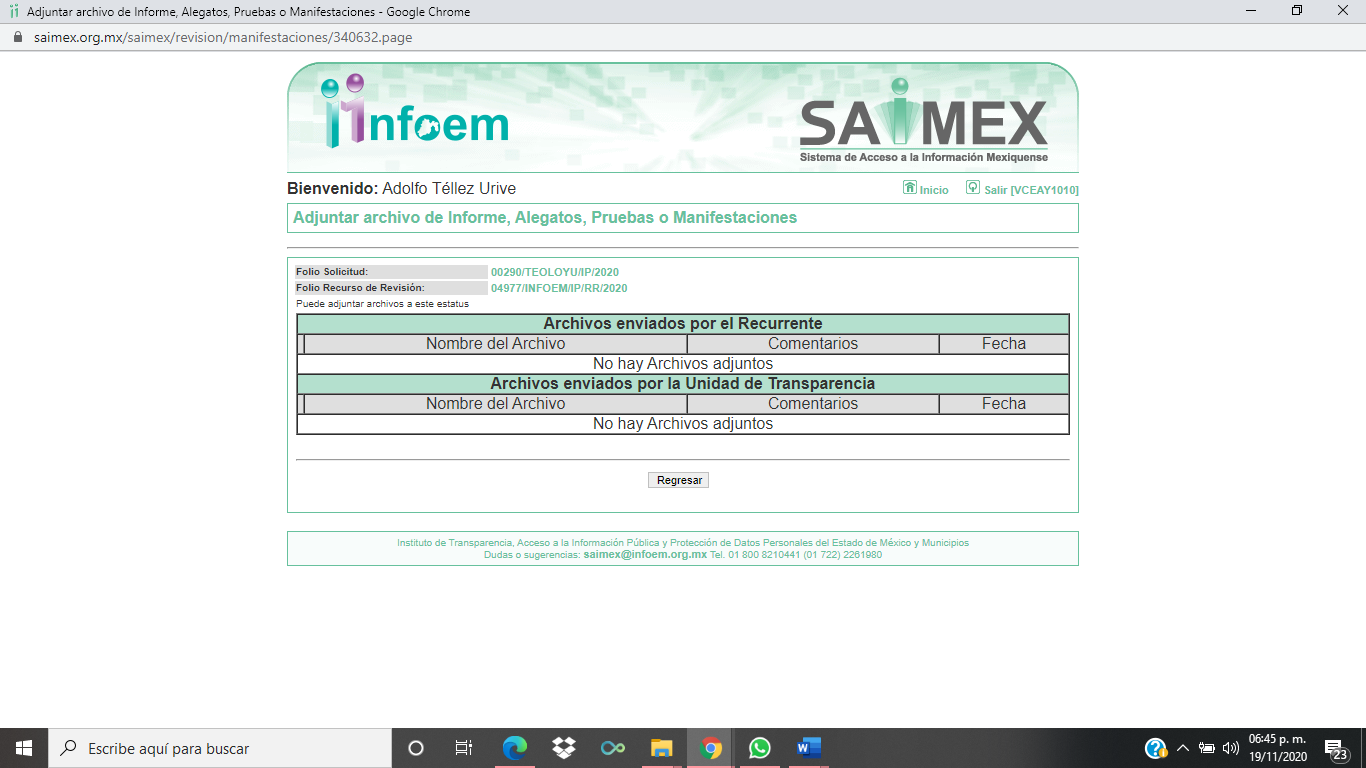 Adjuntar archivo de Informe, Alegatos, Pruebas o Manifestaciones - Google Chrome
saimex.org.mx/saimex/revision/manifestaciones/340632.page
infoem
SAIMEX
Sistema de Acceso a la Información Mexiquense
Bienvenido: Adolfo Téllez Urive
Inicio Salir [VCEAY1010]
Adjuntar archivo de Informe, Alegatos, Pruebas o Manifestaciones
Folio Solicitud: 00290/TEOLOYU/IP/2020
Folio Recurso de Revisión: 04977/INFOEM/IP/RR/2020
Puede adjuntar archivos a este estatus
Archivos enviados por el Recurrente
Nombre del Archivo Comentarios Fecha
No hay Archivos adjuntos
Archivos enviados por la Unidad de Transparencia
Nombre del Archivo Comentarios Fecha
No hay Archivos adjuntos
Regresar
Instituto de Transparencia, Acceso a la Información Pública y Protección de Datos Personales del Estado de México y Municipios
Dudas o sugerencias: saimex@infoem.org.mx Tel. 01 800 8210441 (01 722) 2261980
Escribe aquí para buscar
06:45 p. m.
19/11/2020
23